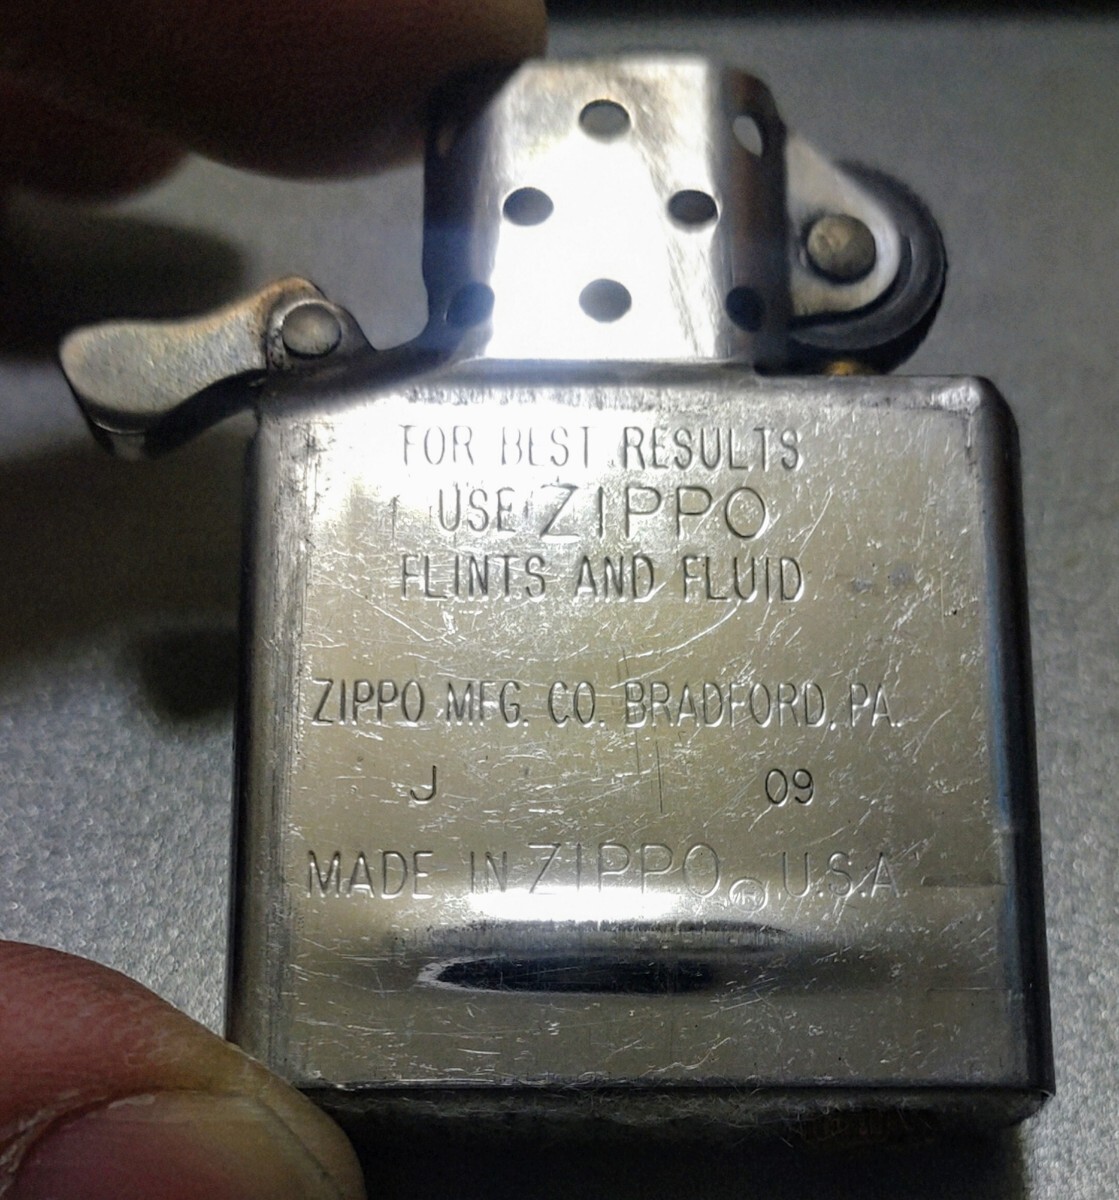 FOR BEST RESULTS
USE ZIPPO
FLINTS AND FLUID
ZIPPO MFG. CO. BRADFORD, PA.
J 09
MADE IN ZIPPO ® U.S.A